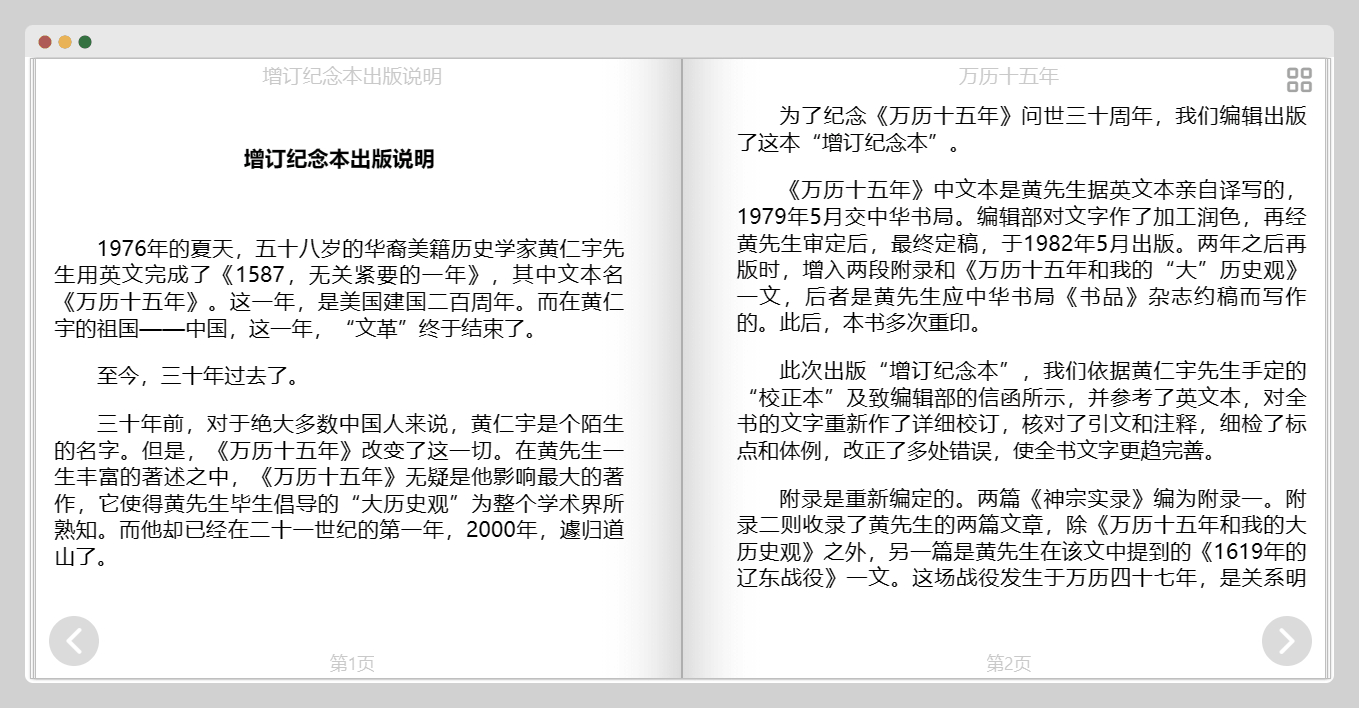 增订纪念本出版说明
增订纪念本出版说明
1976年的夏天，五十八岁的华裔美籍历史学家黄仁宇先
生用英文完成了《1587，无关紧要的一年》，其中文本名
《万历十五年》。这一年，是美国建国二百周年。而在黄仁
宇的祖国——中国，这一年，“文革”终于结束了。
至今，三十年过去了。
三十年前，对于绝大多数中国人来说，黄仁宇是个陌生
的名字。但是，《万历十五年》改变了这一切。在黄先生一
生丰富的著述之中，《万历十五年》无疑是他影响最大的著
作，它使得黄先生毕生倡导的“大历史观”为整个学术界所
熟知。而他却已经在二十一世纪的第一年，2000年，遽归道
山了。
第1页
万历十五年
为了纪念《万历十五年》问世三十周年，我们编辑出版
了这本“增订纪念本”。
《万历十五年》中文本是黄先生据英文本亲自译写的，
1979年5月交中华书局。编辑部对文字作了加工润色，再经
黄先生审定后，最终定稿，于1982年5月出版。两年之后再
版时，增入两段附录和《万历十五年和我的“大”历史观》
一文，后者是黄先生应中华书局《书品》杂志约稿而写作
的。此后，本书多次重印。
此次出版“增订纪念本”，我们依据黄仁宇先生手定的
“校正本”及致编辑部的信函所示，并参考了英文本，对全
书的文字重新作了详细校订，核对了引文和注释，细检了标
点和体例，改正了多处错误，使全书文字更趋完善。
附录是重新编定的。两篇《神宗实录》编为附录一。附
录二则收录了黄先生的两篇文章，除《万历十五年和我的大
历史观》之外，另一篇是黄先生在该文中提到的《1619年的
辽东战役》一文。这场战役发生于万历四十七年，是关系明
第2页